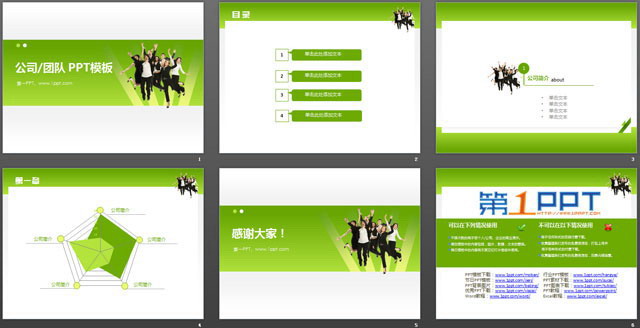 公司/团队 PPT模板
第一PPT，www.1ppt.com
1
目 录
1 单击此处添加文本
2 单击此处添加文本
3 单击此处添加文本
4 单击此处添加文本
2
1
公司简介 about
• 单击文本
• 单击文本
• 单击文本
• 单击文本
3
第一章
公司简介
公司简介
公司简介
公司简介
公司简介
4
感谢大家！
第一PPT，www.1ppt.com
5
第1PPT
HTTP://WWW.1PPT.COM
可以在下列情况使用
不可以在以下情况使用
PPT模板下载：www.1ppt.com/moban/
行业PPT模板：www.1ppt.com/hangye/
节日PPT模板：www.1ppt.com/jieri/
PPT素材下载：www.1ppt.com/sucai/
PPT背景图片：www.1ppt.com/beijing/
PPT图表下载：www.1ppt.com/tubiao/
优秀PPT下载：www.1ppt.com/xiazai/
PPT教程：www.1ppt.com/powerpoint/
Word教程：www.1ppt.com/word/
Excel教程：www.1ppt.com/excel/
6